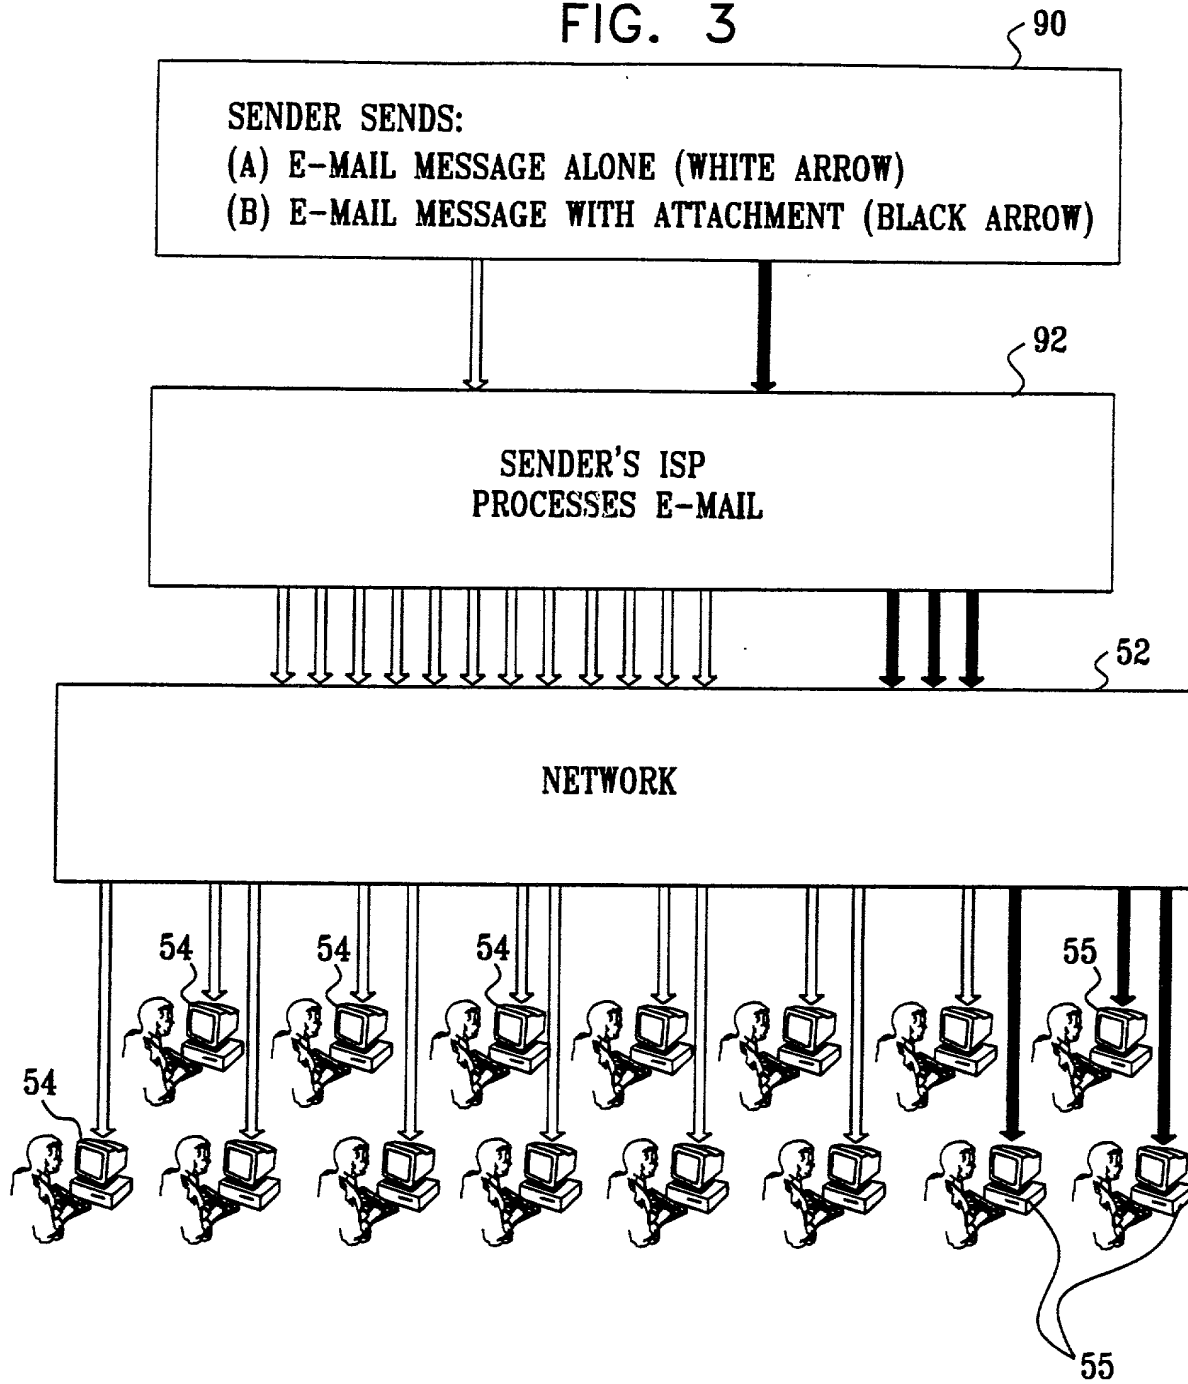 FIG. 3
90
SENDER SENDS:
(A) E-MAIL MESSAGE ALONE (WHITE ARROW)
(B) E-MAIL MESSAGE WITH ATTACHMENT (BLACK ARROW)
92
SENDER'S ISP
PROCESSES E-MAIL
52
NETWORK
54
54
54
55
54
55